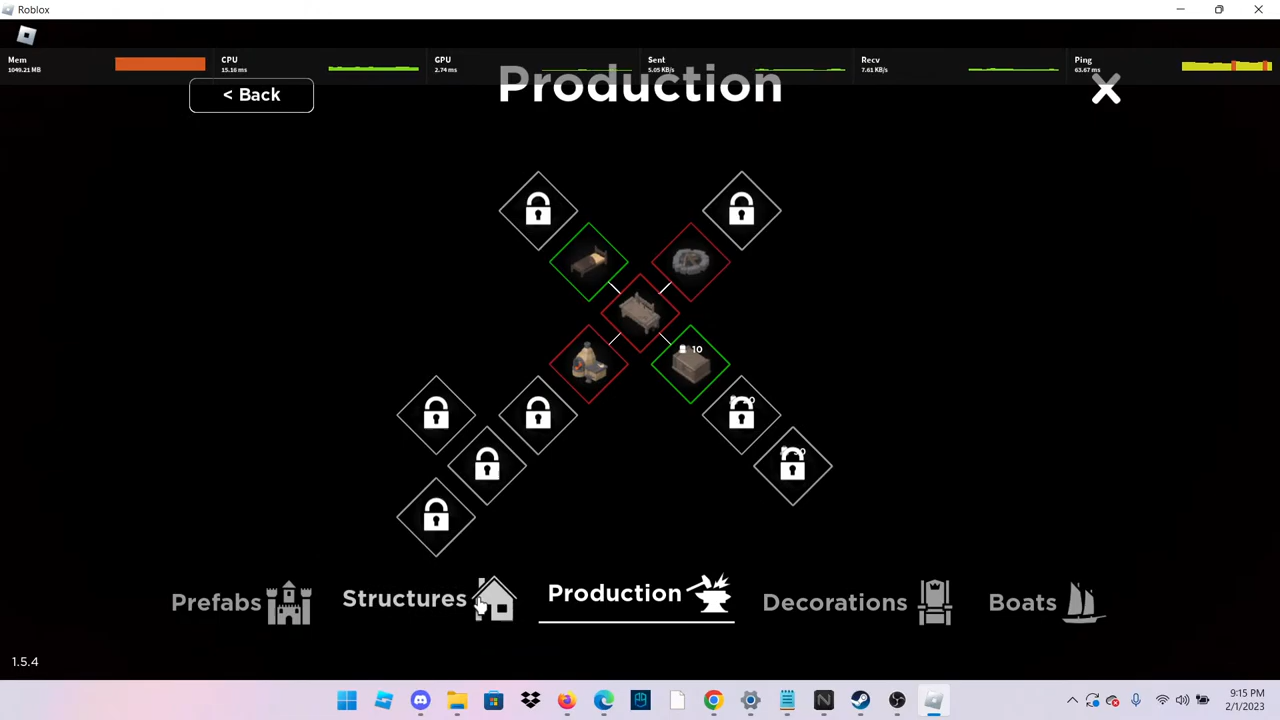 Roblox
Mem
1049.21 MB
CPU
15.16 ms
GPU
2.74 ms
Sent
5.05 KB/s
Recv
7.61 KB/s
Ping
63.67 ms
< Back
Production
10
Prefabs
Structures
Production
Decorations
Boats
1.5.4
9:15 PM
2/1/2023